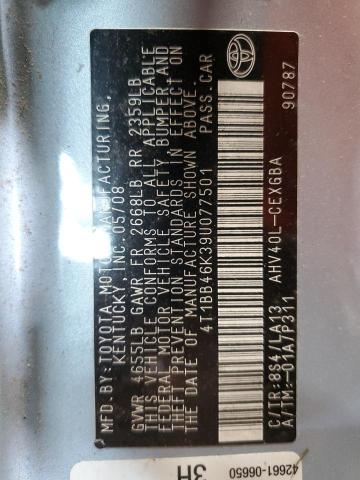 MFD.BY:TOYOTA MOTOR MANUFACTURING,
KENTUCKY,INC.05/08
GVWR 4655LB GAWR FR 2668LB RR 2359LB
THIS VEHICLE CONFORMS TO ALL APPLICABLE
FEDERAL MOTOR VEHICLE SAFETY, BUMPER,AND
THEFT PREVENTION STANDARDS IN EFFECT ON
THE DATE OF MANUFACTURE SHOWN ABOVE.
4T1BB46K39U077501 PASS.CAR
C/TR:8S4/LA13 AHV40L-CEXGBA
A/TM:-01A/P311 90787
TOYOTA
42661-06650
3H